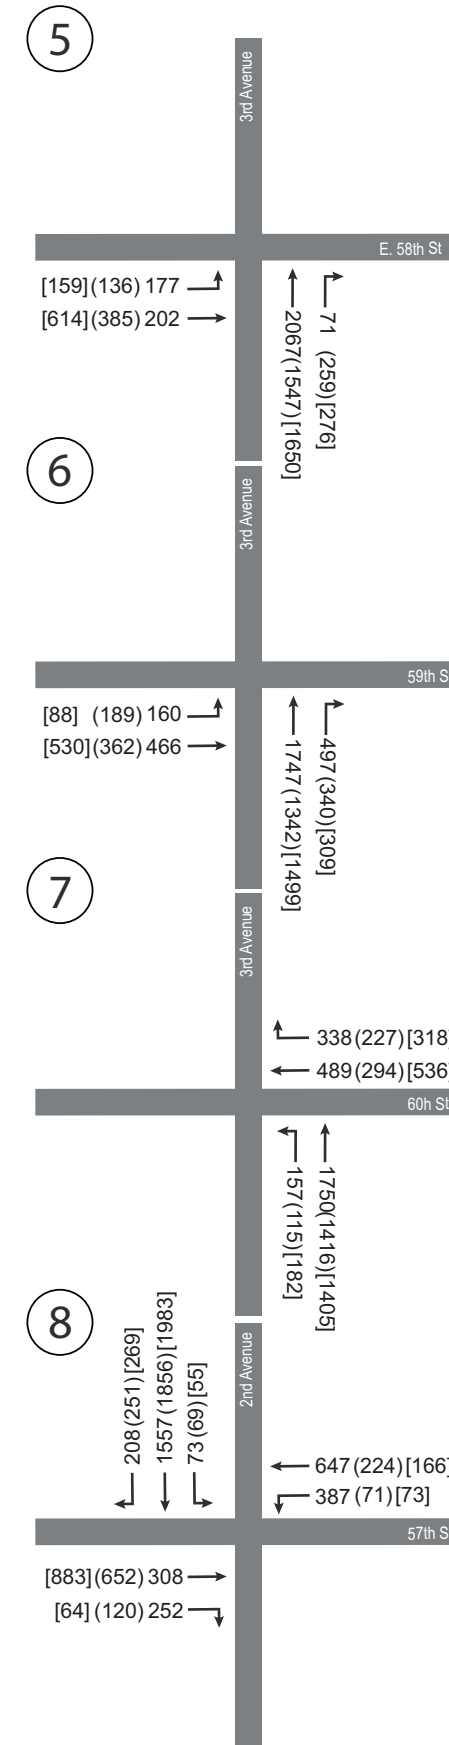 5
3rd Avenue
E. 58th St
[159](136) 177
[614](385) 202
2067(1547)[1650]
71 (259)[276]
6
3rd Avenue
59th S
[88] (189) 160
[530](362) 466
1747(1342)[1499]
497(340)[309]
7
3rd Avenue
338(227)[318]
489(294)[536]
60h St
157(115)[182]
1750(1416)[1405]
8
2nd Avenue
208(251)[269]
1557(1856)[1983]
73(69)[55]
647(224)[166]
387 (71)[73]
57th S
[883](652) 308
[64] (120) 252